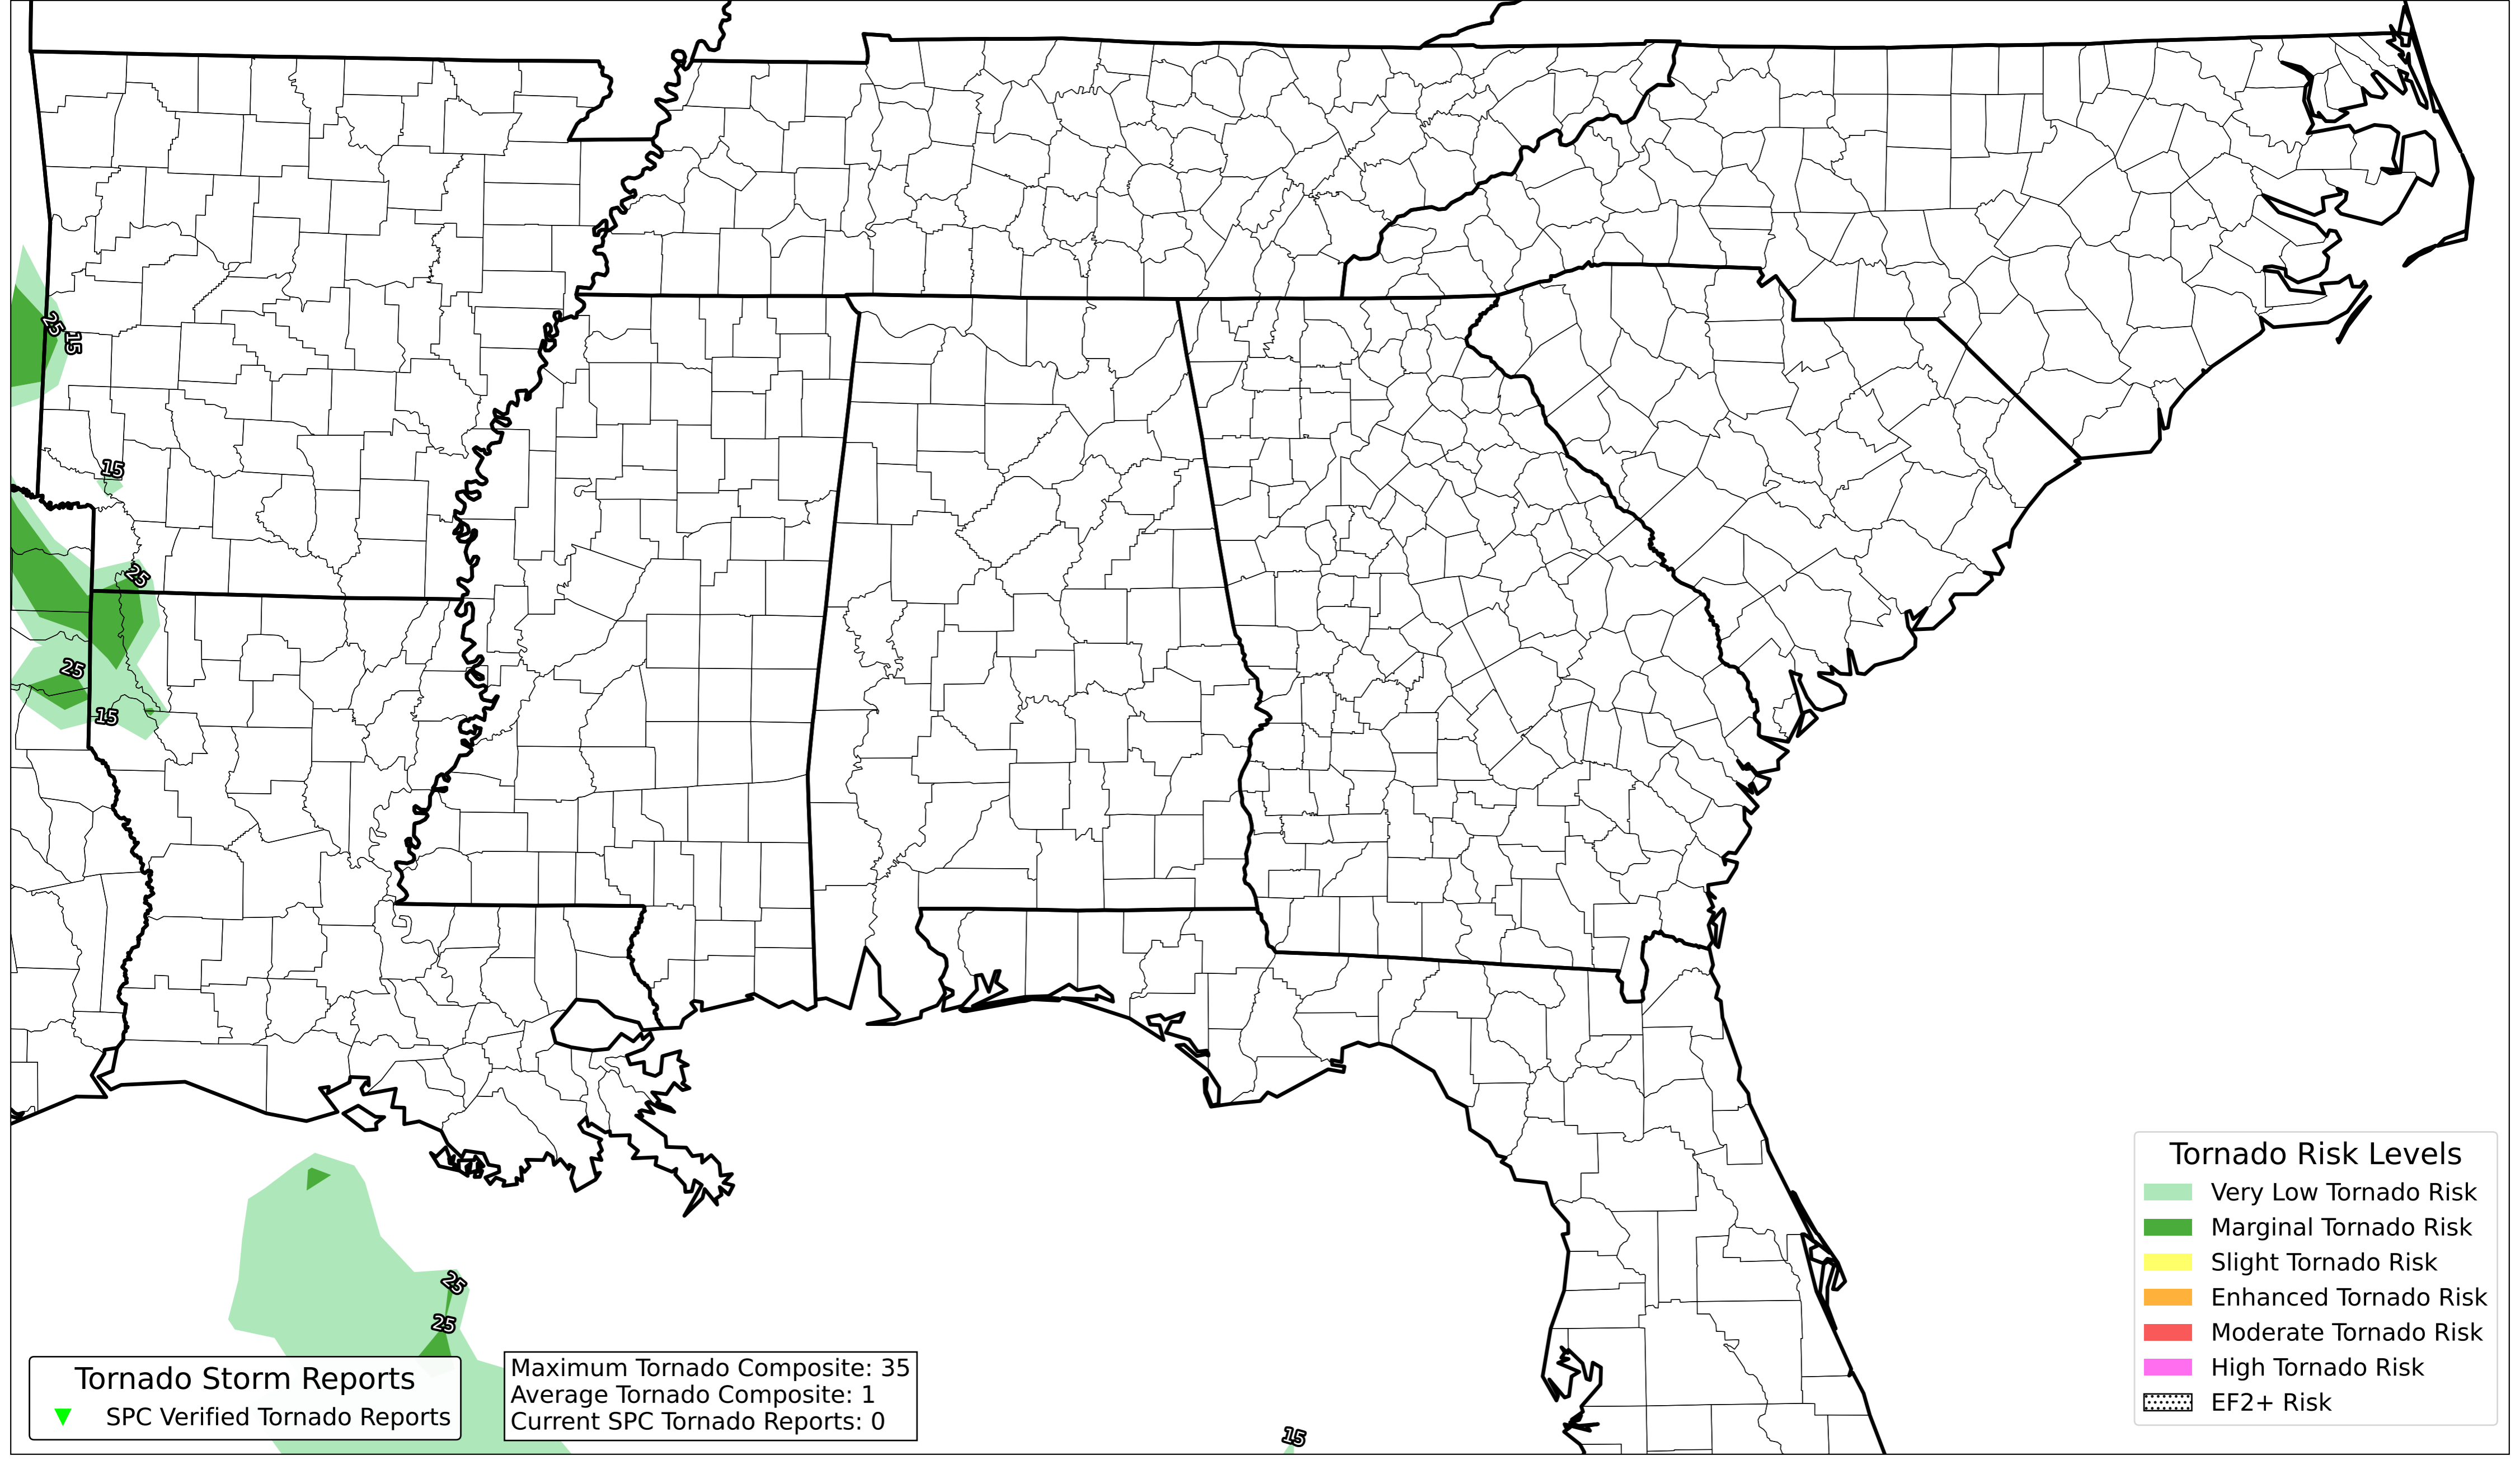 25
15
15
25
25
15
25
25
15
Tornado Storm Reports
SPC Verified Tornado Reports
Maximum Tornado Composite: 35
Average Tornado Composite: 1
Current SPC Tornado Reports: 0
Tornado Risk Levels
Very Low Tornado Risk
Marginal Tornado Risk
Slight Tornado Risk
Enhanced Tornado Risk
Moderate Tornado Risk
High Tornado Risk
EF2+ Risk